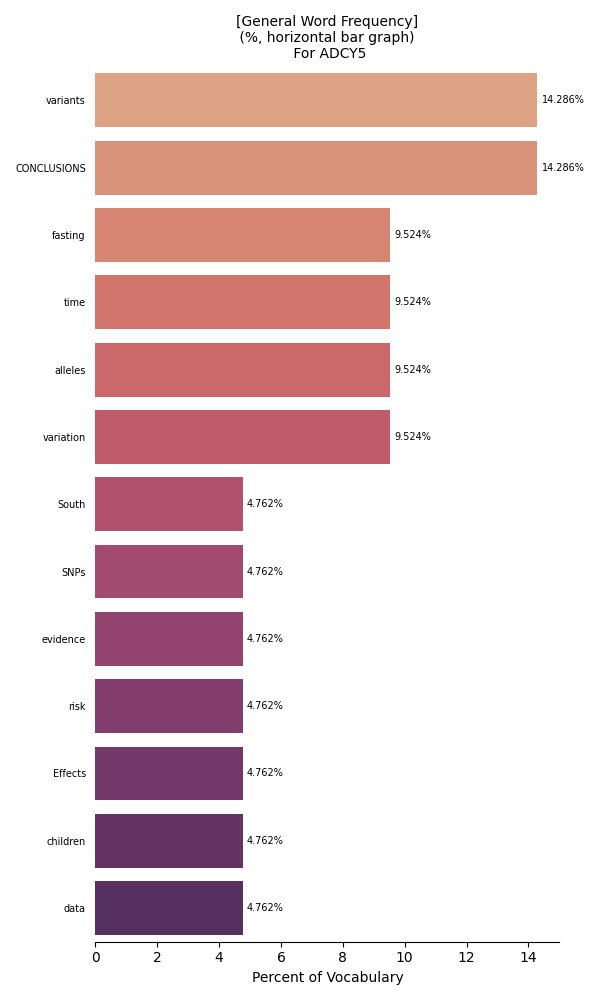 [General Word Frequency]
(%, horizontal bar graph)
For ADCY5
variants 14.286%
CONCLUSIONS 14.286%
fasting 9.524%
time 9.524%
alleles 9.524%
variation 9.524%
South 4.762%
SNPs 4.762%
evidence 4.762%
risk 4.762%
Effects 4.762%
children 4.762%
data 4.762%
0 2 4 6 8 10 12 14
Percent of Vocabulary